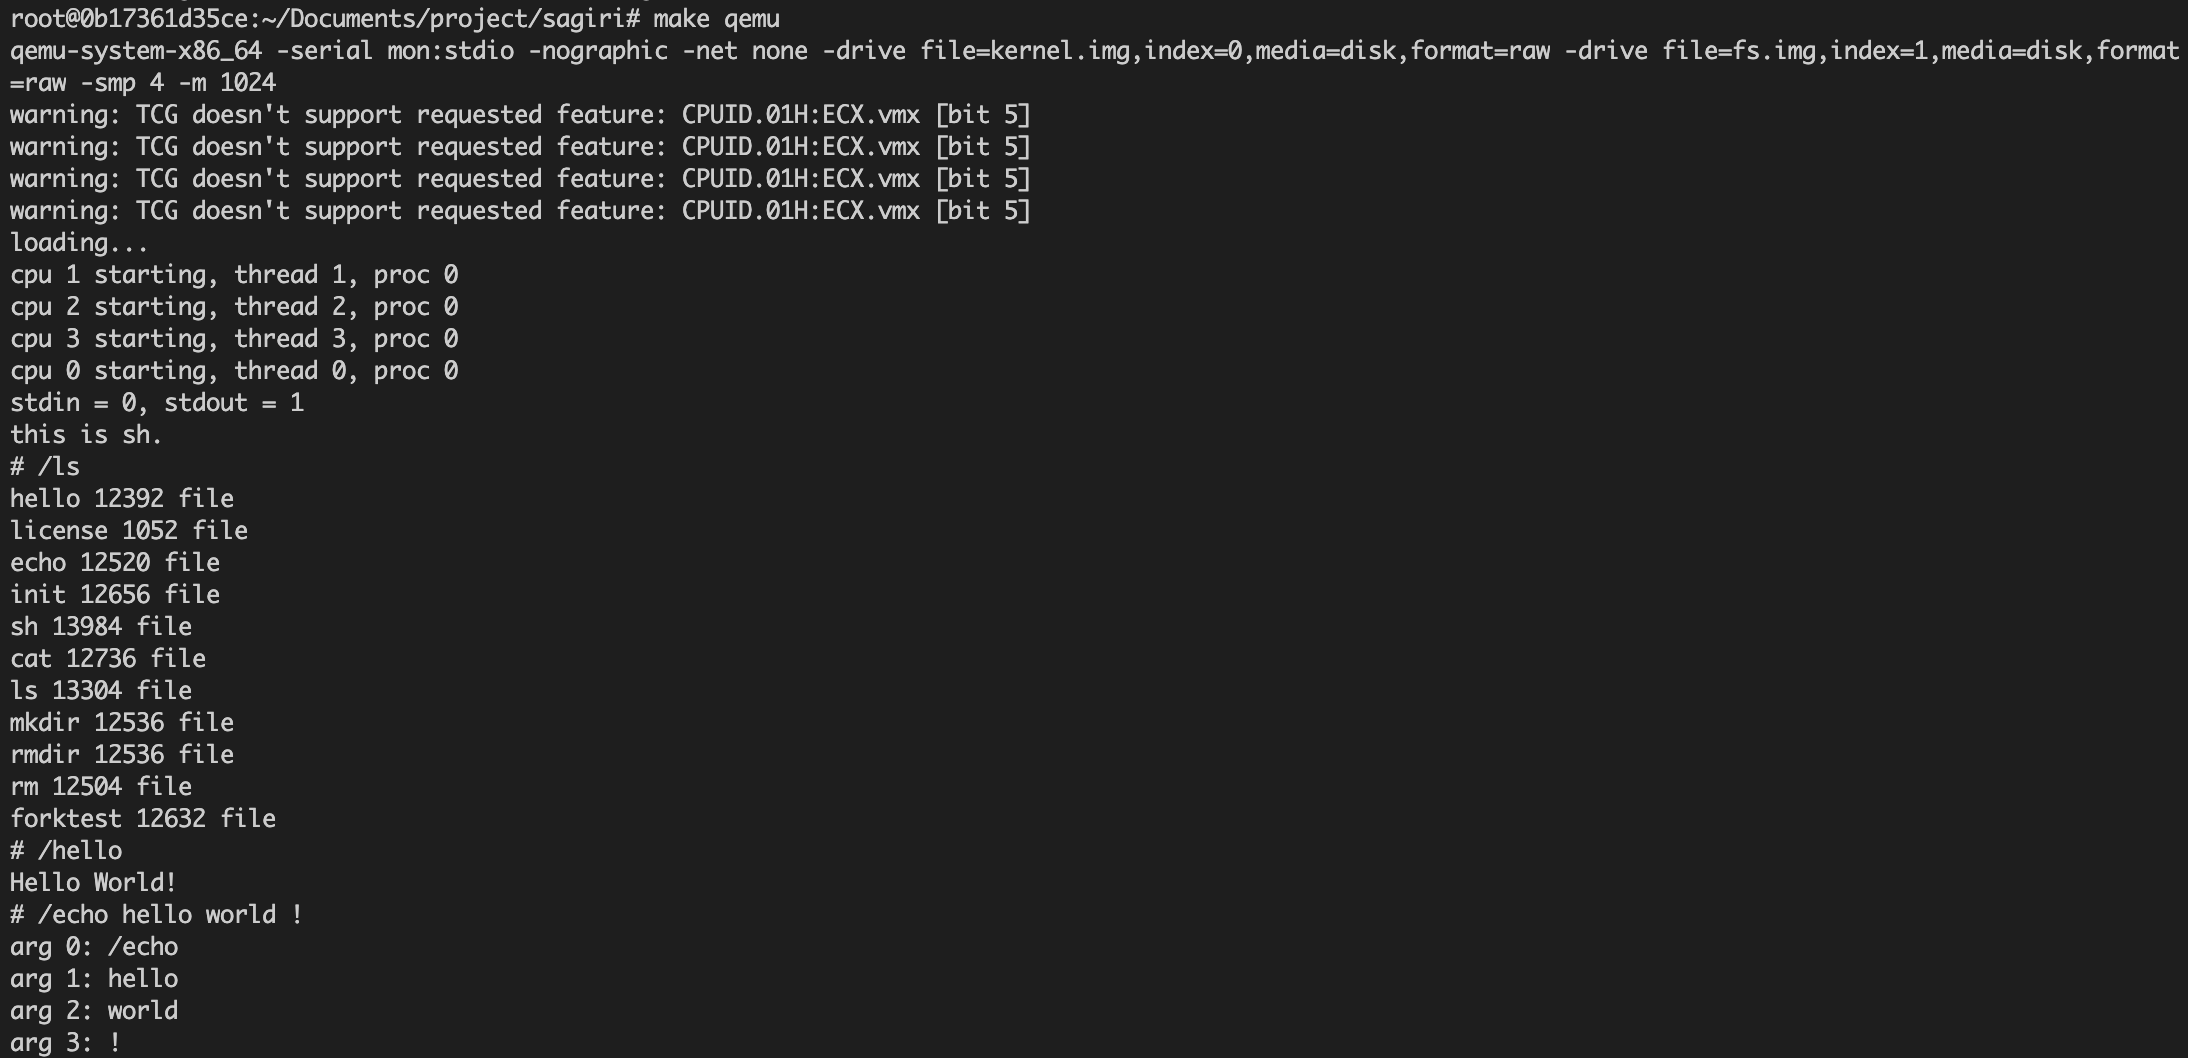 root@0b17361d35ce:~/Documents/project/sagiri# make qemu
qemu-system-x86_64 -serial mon:stdio -nographic -net none -drive file=kernel.img,index=0,media=disk,format=raw -drive file=fs.img,index=1,media=disk,format
=raw -smp 4 -m 1024
warning: TCG doesn't support requested feature: CPUID.01H:ECX.vmx [bit 5]
warning: TCG doesn't support requested feature: CPUID.01H:ECX.vmx [bit 5]
warning: TCG doesn't support requested feature: CPUID.01H:ECX.vmx [bit 5]
warning: TCG doesn't support requested feature: CPUID.01H:ECX.vmx [bit 5]
loading...
cpu 1 starting, thread 1, proc 0
cpu 2 starting, thread 2, proc 0
cpu 3 starting, thread 3, proc 0
cpu 0 starting, thread 0, proc 0
stdin = 0, stdout = 1
this is sh.
# /ls
hello 12392 file
license 1052 file
echo 12520 file
init 12656 file
sh 13984 file
cat 12736 file
ls 13304 file
mkdir 12536 file
rmdir 12536 file
rm 12504 file
forktest 12632 file
# /hello
Hello World!
# /echo hello world !
arg 0: /echo
arg 1: hello
arg 2: world
arg 3: !